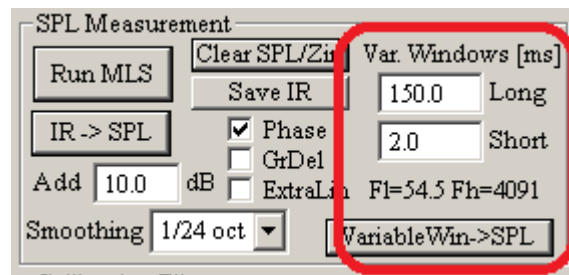 SPL Measurement
Run MLS
Clear SPL/Zin
Save IR
IR -> SPL
Phase
GrDel
ExtraLin
Add 10.0 dB
Smoothing 1/24 oct
Var. Windows [ms]
150.0 Long
2.0 Short
Fl=54.5 Fh=4091
VariableWin->SPL